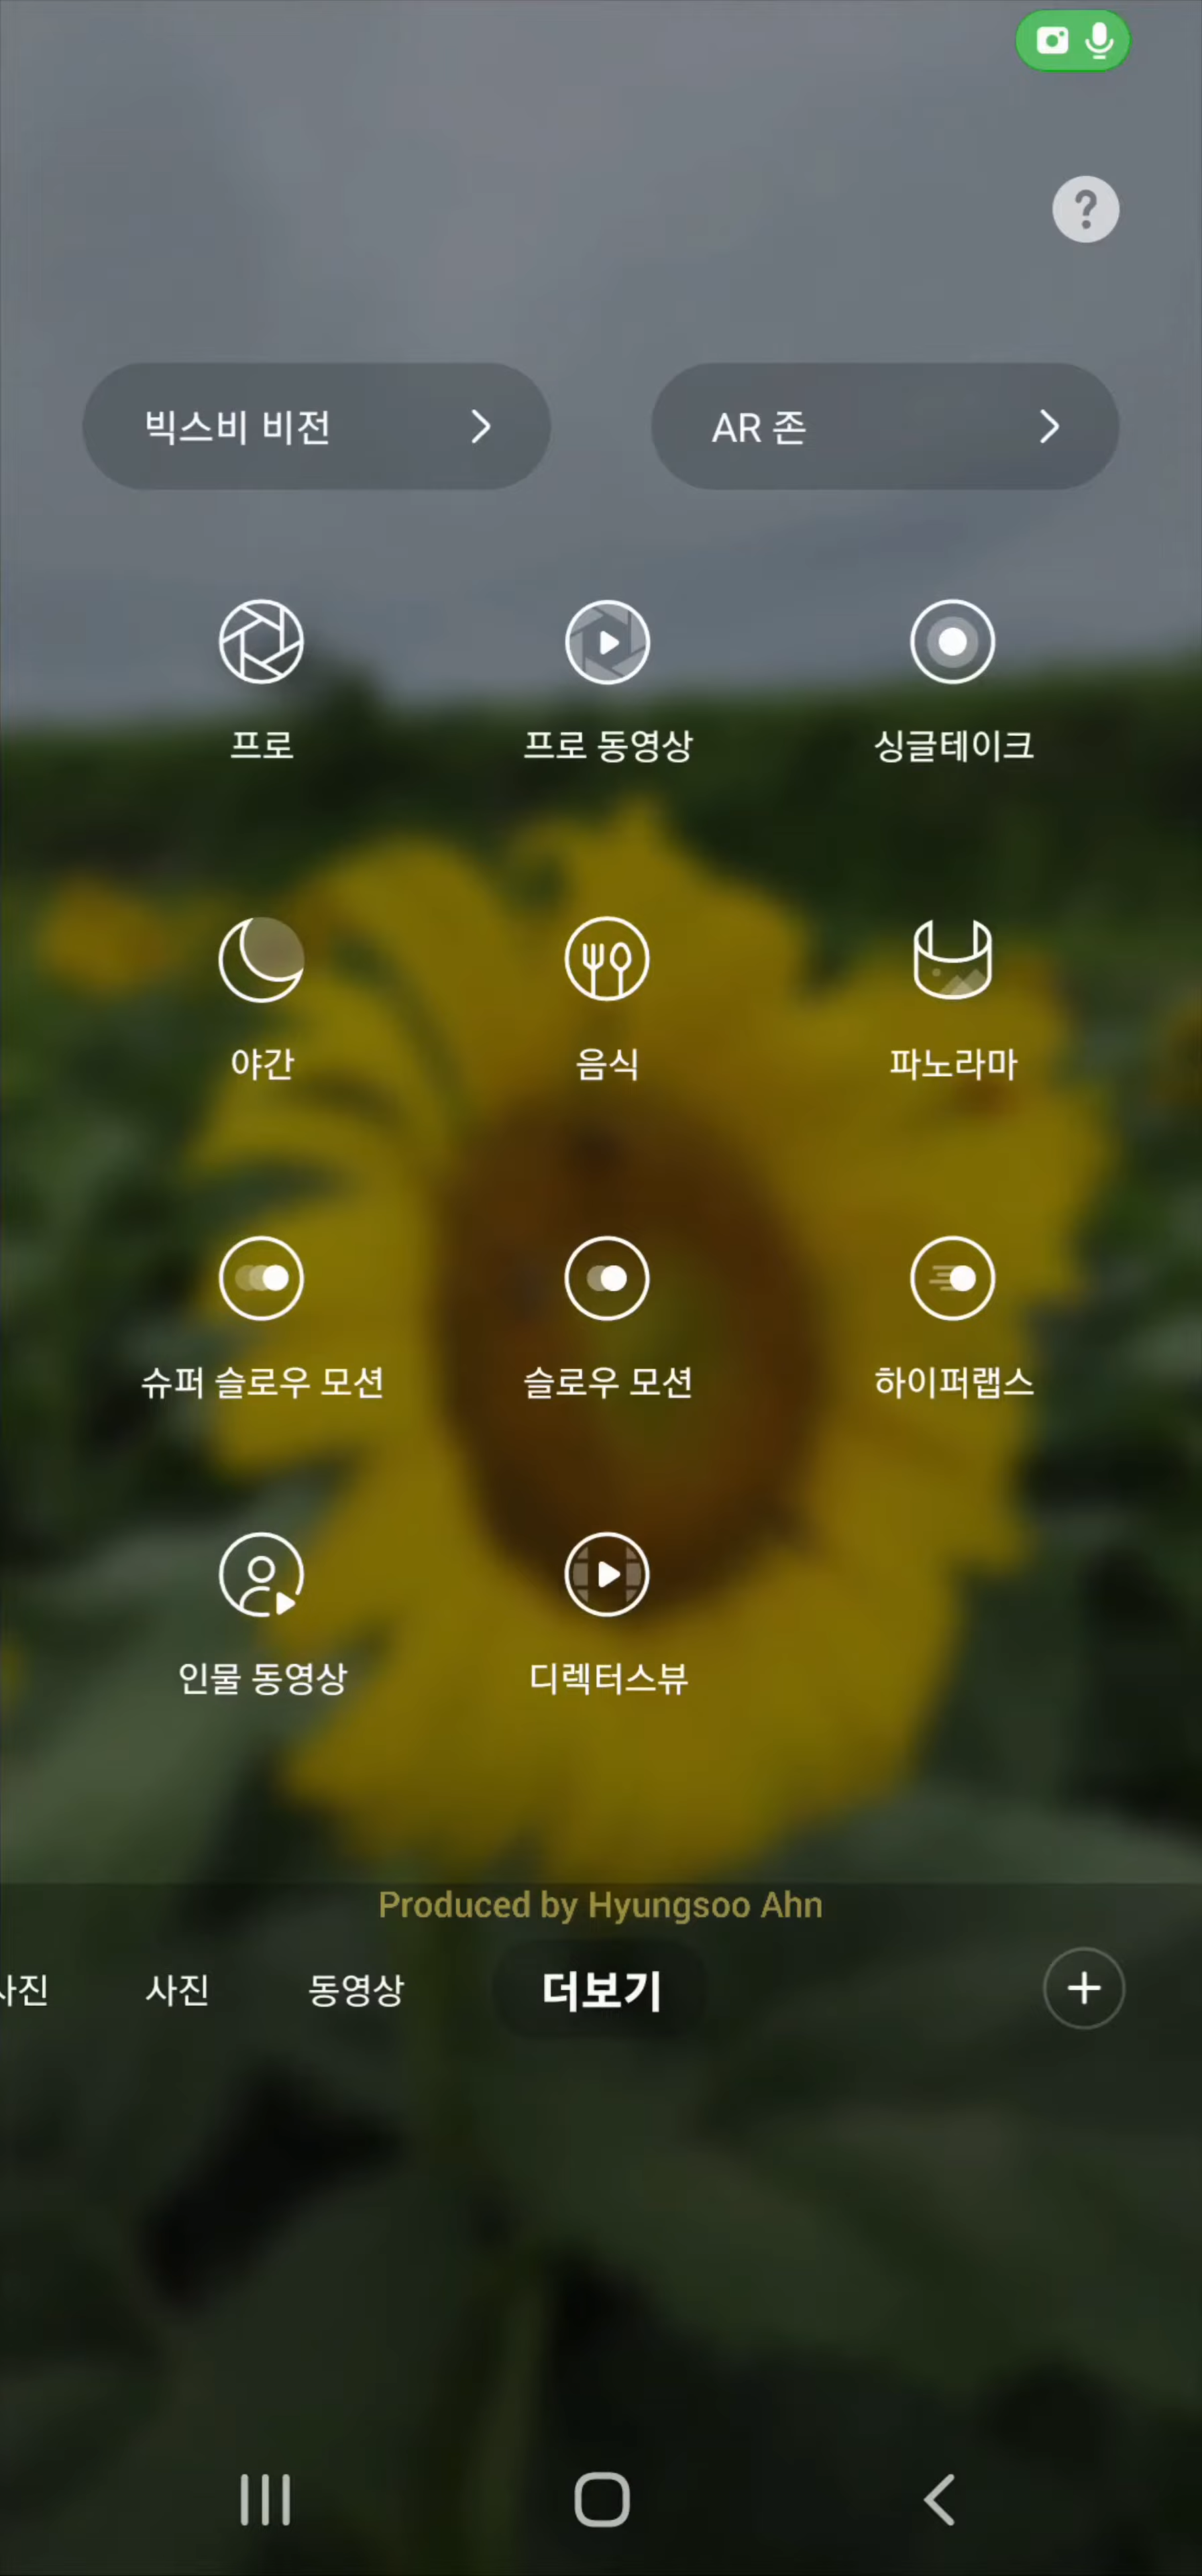 빅스비 비전
AR 존
프로
프로 동영상
싱글테이크
야간
음식
파노라마
슈퍼 슬로우 모션
슬로우 모션
하이퍼랩스
인물 동영상
디렉터스뷰
Produced by Hyungsoo Ahn
사진
사진
동영상
더보기